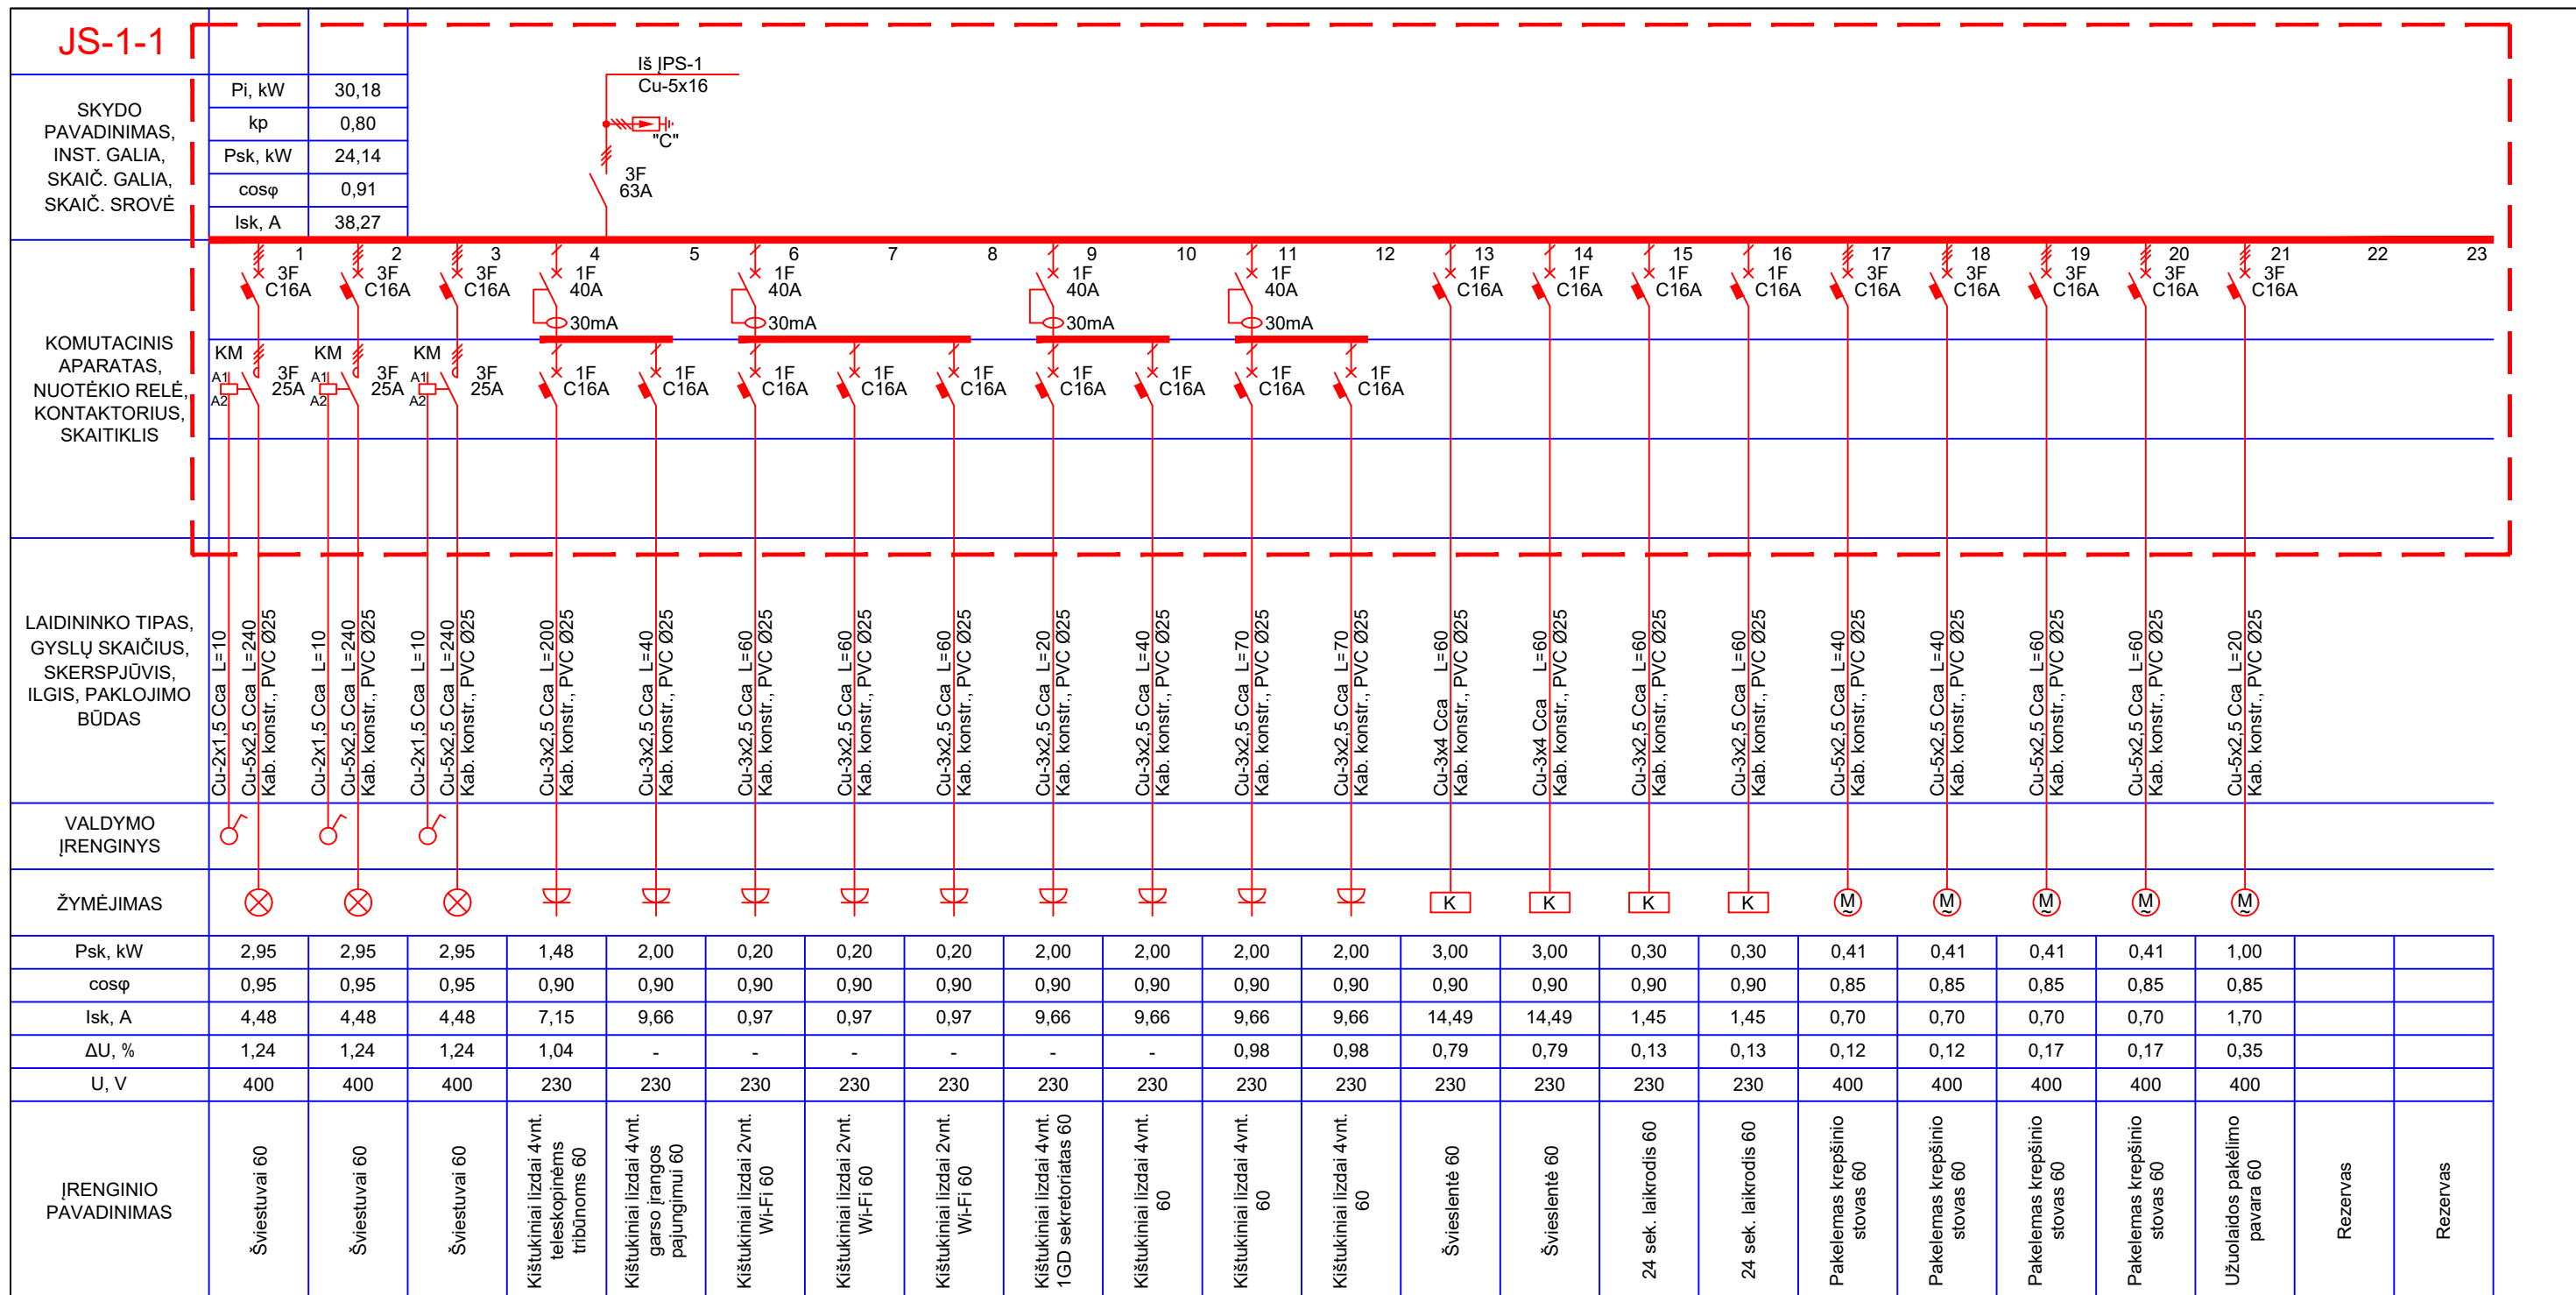 JS-1-1
SKYDO
PAVADINIMAS,
INST. GALIA,
SKAIČ. GALIA,
SKAIČ. SROVĖ
Pi, kW 30,18
kp 0,80
Psk, kW 24,14
cosφ 0,91
Isk, A 38,27
Iš ĮPS-1
Cu-5x16
"C"
3F
63A
1 2 3 4 5 6 7 8 9 10 11 12 13 14 15 16 17 18 19 20 21 22 23
3F 3F 3F 1F 1F 1F 1F 1F 1F 1F 1F 3F 3F 3F 3F 3F
C16A C16A C16A 40A 40A 40A 40A C16A C16A C16A C16A C16A C16A C16A C16A C16A
30mA 30mA 30mA 30mA
KOMUTACINIS
APARATAS,
NUOTĖKIO RELĖ,
KONTAKTORIUS,
SKAITIKLIS
KM KM KM
A1 3F A1 3F A1 3F 1F 1F 1F 1F 1F 1F 1F 1F 1F
25A 25A 25A C16A C16A C16A C16A C16A C16A C16A C16A C16A
A2 A2 A2
LAIDININKO TIPAS,
GYSLŲ SKAIČIUS,
SKERSPJŪVIS,
ILGIS, PAKLOJIMO
BŪDAS
Cu-2x1,5 Cca L=10
Cu-5x2,5 Cca L=240
Kab. konstr., PVC Ø25
Cu-2x1,5 Cca L=10
Cu-5x2,5 Cca L=240
Kab. konstr., PVC Ø25
Cu-2x1,5 Cca L=10
Cu-5x2,5 Cca L=240
Kab. konstr., PVC Ø25
Cu-3x2,5 Cca L=200
Kab. konstr., PVC Ø25
Cu-3x2,5 Cca L=40
Kab. konstr., PVC Ø25
Cu-3x2,5 Cca L=60
Kab. konstr., PVC Ø25
Cu-3x2,5 Cca L=60
Kab. konstr., PVC Ø25
Cu-3x2,5 Cca L=60
Kab. konstr., PVC Ø25
Cu-3x2,5 Cca L=20
Kab. konstr., PVC Ø25
Cu-3x2,5 Cca L=40
Kab. konstr., PVC Ø25
Cu-3x2,5 Cca L=70
Kab. konstr., PVC Ø25
Cu-3x2,5 Cca L=70
Kab. konstr., PVC Ø25
Cu-3x4 Cca L=60
Kab. konstr., PVC Ø25
Cu-3x4 Cca L=60
Kab. konstr., PVC Ø25
Cu-3x2,5 Cca L=60
Kab. konstr., PVC Ø25
Cu-3x2,5 Cca L=60
Kab. konstr., PVC Ø25
Cu-5x2,5 Cca L=40
Kab. konstr., PVC Ø25
Cu-5x2,5 Cca L=40
Kab. konstr., PVC Ø25
Cu-5x2,5 Cca L=60
Kab. konstr., PVC Ø25
Cu-5x2,5 Cca L=60
Kab. konstr., PVC Ø25
Cu-5x2,5 Cca L=20
Kab. konstr., PVC Ø25
VALDYMO
ĮRENGINYS
ŽYMĖJIMAS
K K K K M M M M M
Psk, kW 2,95 2,95 2,95 1,48 2,00 0,20 0,20 0,20 2,00 2,00 2,00 2,00 3,00 3,00 0,30 0,30 0,41 0,41 0,41 0,41 1,00
cosφ 0,95 0,95 0,95 0,90 0,90 0,90 0,90 0,90 0,90 0,90 0,90 0,90 0,90 0,90 0,90 0,90 0,85 0,85 0,85 0,85 0,85
Isk, A 4,48 4,48 4,48 7,15 9,66 0,97 0,97 0,97 9,66 9,66 9,66 9,66 14,49 14,49 1,45 1,45 0,70 0,70 0,70 0,70 1,70
ΔU, % 1,24 1,24 1,24 1,04 - - - - - - 0,98 0,98 0,79 0,79 0,13 0,13 0,12 0,12 0,17 0,17 0,35
U, V 400 400 400 230 230 230 230 230 230 230 230 230 230 230 230 230 400 400 400 400 400
ĮRENGINIO
PAVADINIMAS
Šviestuvai 60
Šviestuvai 60
Šviestuvai 60
Kištukiniai lizdai 4vnt.
teleskopinėms
tribūnoms 60
Kištukiniai lizdai 4vnt.
garso įrangos
pajungimui 60
Kištukiniai lizdai 2vnt.
Wi-Fi 60
Kištukiniai lizdai 2vnt.
Wi-Fi 60
Kištukiniai lizdai 2vnt.
Wi-Fi 60
Kištukiniai lizdai 4vnt.
1GD sekretoriatas 60
Kištukiniai lizdai 4vnt.
60
Kištukiniai lizdai 4vnt.
60
Kištukiniai lizdai 4vnt.
60
Švieslentė 60
Švieslentė 60
24 sek. laikrodis 60
24 sek. laikrodis 60
Pakelemas krepšinio
stovas 60
Pakelemas krepšinio
stovas 60
Pakelemas krepšinio
stovas 60
Pakelemas krepšinio
stovas 60
Užuolaidos pakėlimo
pavara 60
Rezervas
Rezervas